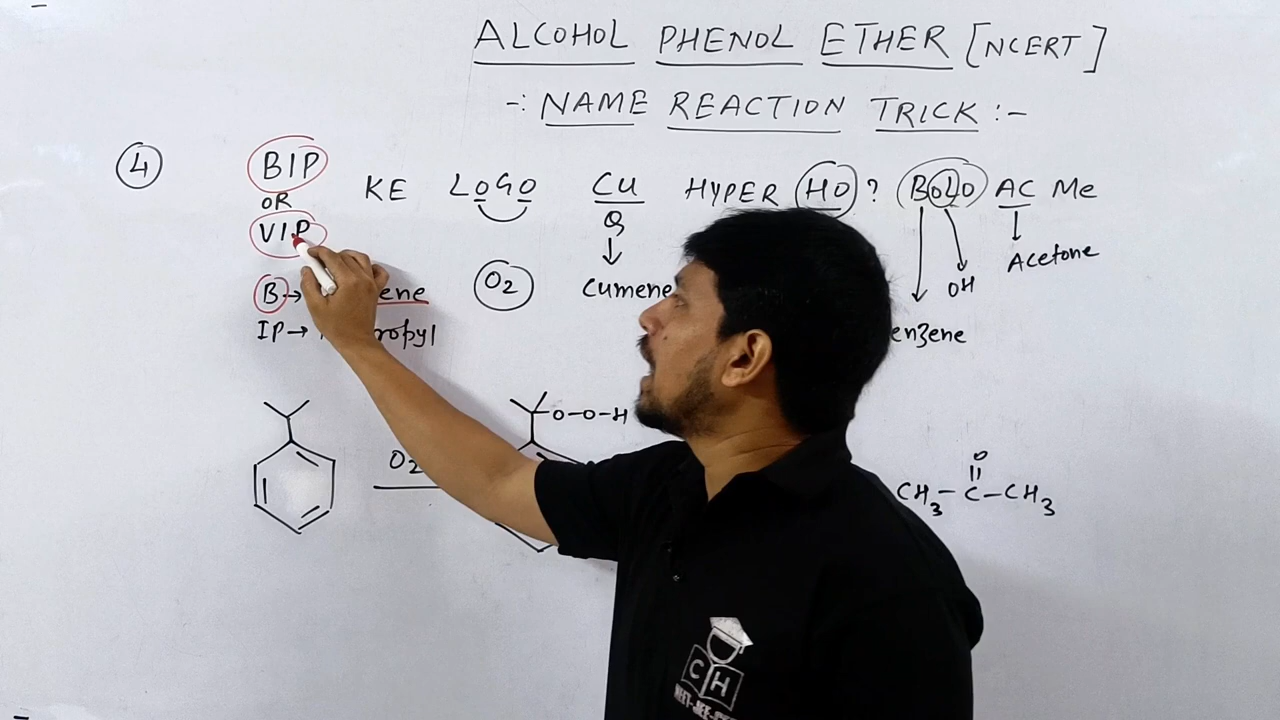 ALCOHOL PHENOL ETHER [NCERT]
-: NAME REACTION TRICK :-
4 BIP OR VIP KE LOGO CU HYPER HO ? BOLO AC Me
B → ene
IP → ropyl
O2
Cumene
enzene
OH
Acetone
O2
O-O-H
O
CH3-C-CH3
CH